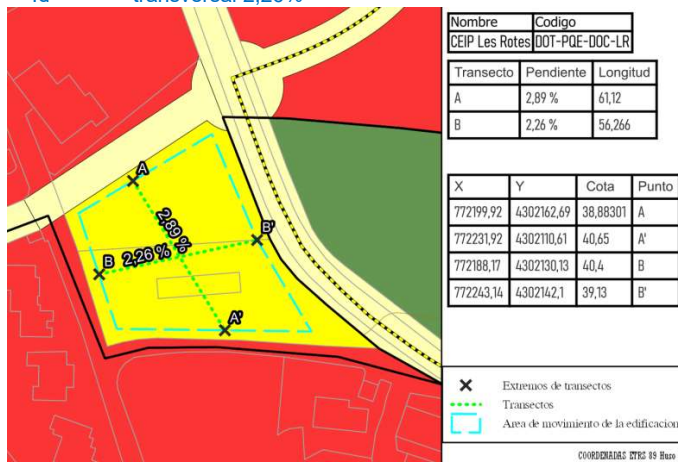 transversal 2,26%
A
2,89 %
B'
B 2,26 %
A'
Nombre Codigo
CEIP Les Rotes DOT-PQE-DOC-LR
Transecto Pendiente Longitud
A 2,89 % 61,12
B 2,26 % 56,266
X Y Cota Punto
772199,92 4302162,69 38,88301 A
772231,92 4302110,61 40,65 A'
772188,17 4302130,13 40,4 B
772243,14 4302142,1 39,13 B'
Extremos de transectos
Transectos
Area de movimiento de la edificacion
COORDENADAS ETRS 89 Huso